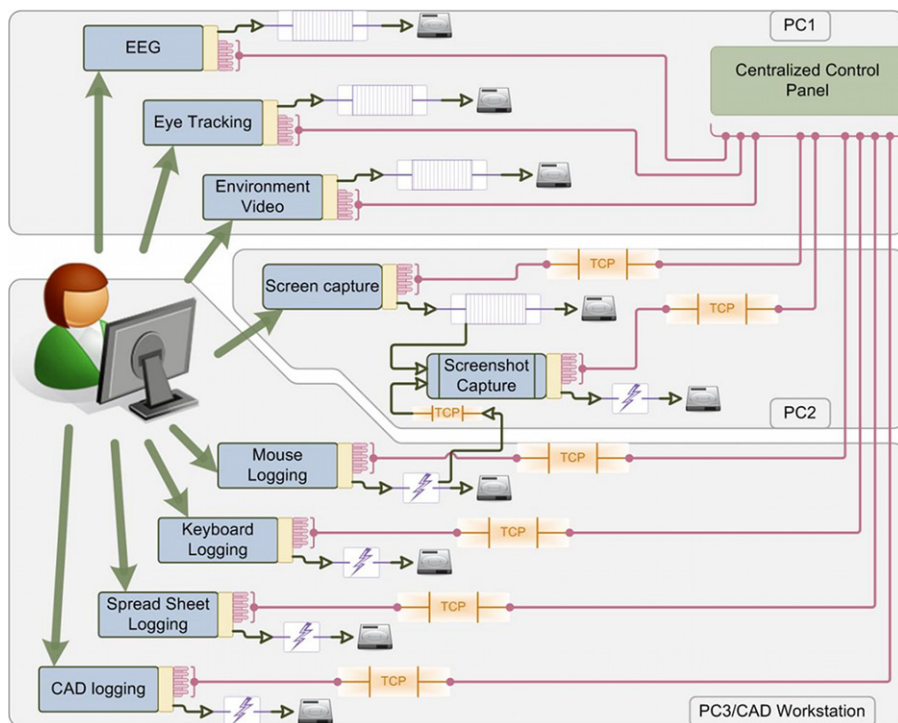 PC1
EEG
Centralized Control
Panel
Eye Tracking
Environment
Video
TCP
Screen capture
TCP
Screenshot
Capture
TCP
PC2
Mouse
Logging
TCP
Keyboard
Logging
TCP
Spread Sheet
Logging
TCP
CAD logging
TCP
PC3/CAD Workstation